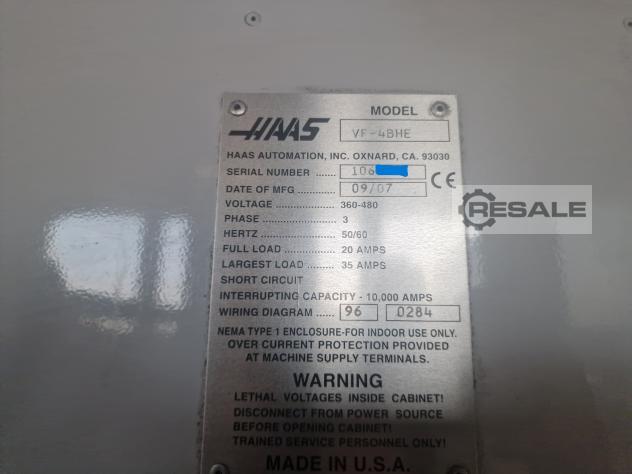 MODEL
HAAS VF-4BHE
HAAS AUTOMATION, INC. OXNARD, CA. 93030
SERIAL NUMBER ...... 106
DATE OF MFG ........... 09/07 CE
VOLTAGE .................. 360-480
PHASE ...................... 3
HERTZ ...................... 50/60
FULL LOAD ............... 20 AMPS
LARGEST LOAD ........ 35 AMPS
SHORT CIRCUIT
INTERRUPTING CAPACITY - 10,000 AMPS
WIRING DIAGRAM ...... 96 0284
NEMA TYPE 1 ENCLOSURE-FOR INDOOR USE ONLY.
OVER CURRENT PROTECTION PROVIDED
AT MACHINE SUPPLY TERMINALS.
WARNING
LETHAL VOLTAGES INSIDE CABINET!
DISCONNECT FROM POWER SOURCE
BEFORE OPENING CABINET!
TRAINED SERVICE PERSONNEL ONLY!
MADE IN U.S.A.
RESALE